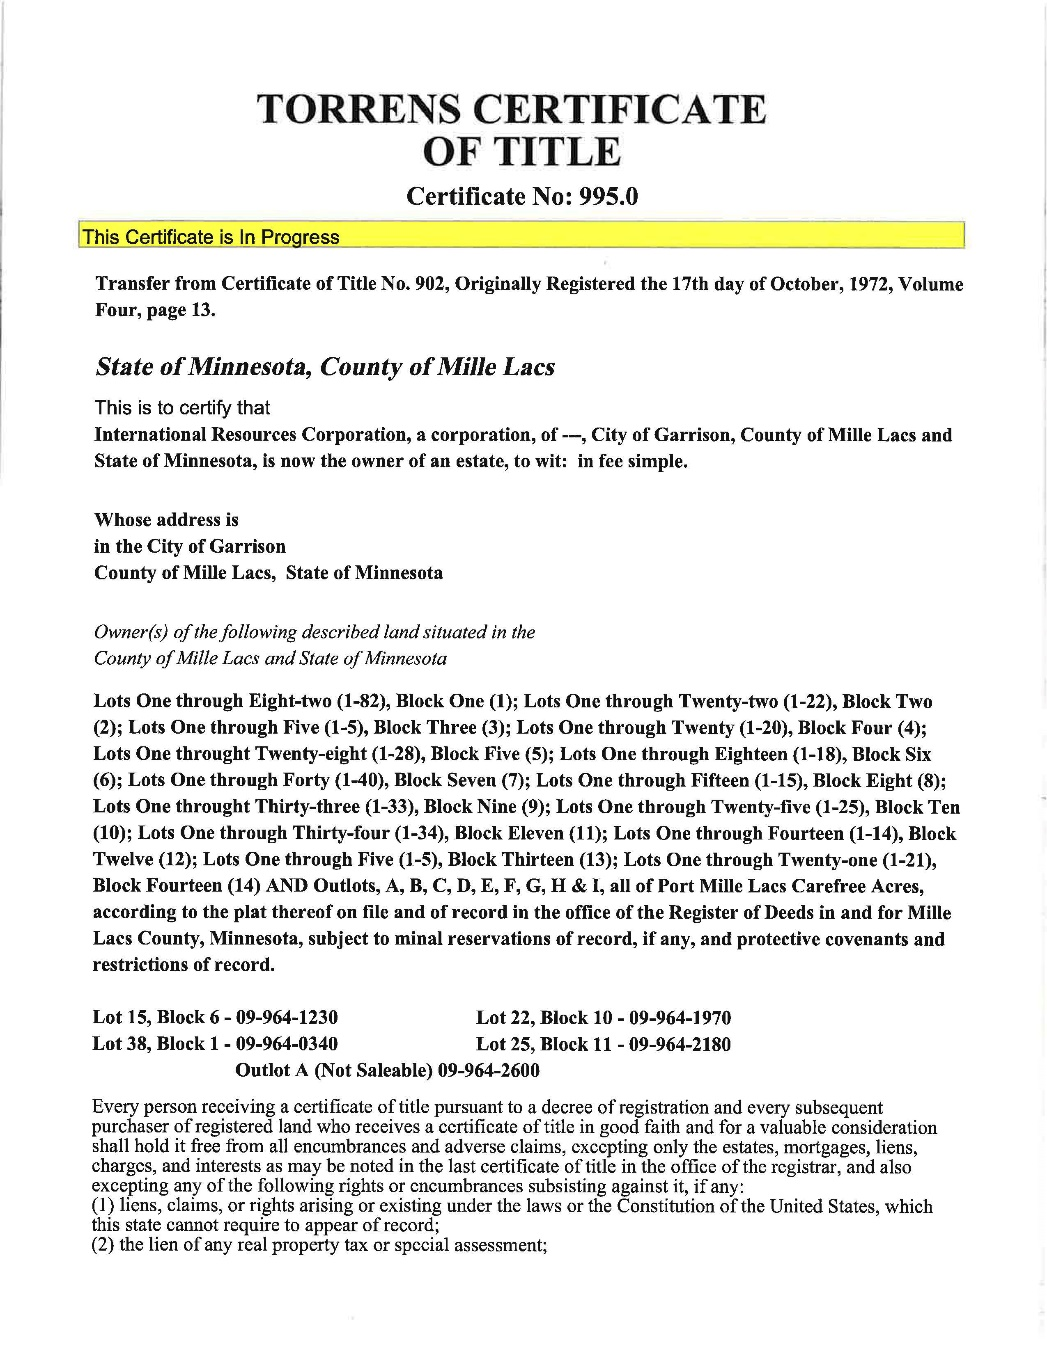 TORRENS CERTIFICATE
OF TITLE
Certificate No: 995.0
This Certificate is In Progress
Transfer from Certificate of Title No. 902, Originally Registered the 17th day of October, 1972, Volume
Four, page 13.
State of Minnesota, County of Mille Lacs
This is to certify that
International Resources Corporation, a corporation, of ---, City of Garrison, County of Mille Lacs and
State of Minnesota, is now the owner of an estate, to wit: in fee simple.
Whose address is
in the City of Garrison
County of Mille Lacs, State of Minnesota
Owner(s) of the following described land situated in the
County of Mille Lacs and State of Minnesota
Lots One through Eight-two (1-82), Block One (1); Lots One through Twenty-two (1-22), Block Two
(2); Lots One through Five (1-5), Block Three (3); Lots One through Twenty (1-20), Block Four (4);
Lots One throught Twenty-eight (1-28), Block Five (5); Lots One through Eighteen (1-18), Block Six
(6); Lots One through Forty (1-40), Block Seven (7); Lots One through Fifteen (1-15), Block Eight (8);
Lots One throught Thirty-three (1-33), Block Nine (9); Lots One through Twenty-five (1-25), Block Ten
(10); Lots One through Thirty-four (1-34), Block Eleven (11); Lots One through Fourteen (1-14), Block
Twelve (12); Lots One through Five (1-5), Block Thirteen (13); Lots One through Twenty-one (1-21),
Block Fourteen (14) AND Outlots, A, B, C, D, E, F, G, H & I, all of Port Mille Lacs Carefree Acres,
according to the plat thereof on file and of record in the office of the Register of Deeds in and for Mille
Lacs County, Minnesota, subject to minal reservations of record, if any, and protective covenants and
restrictions of record.
Lot 15, Block 6 - 09-964-1230 Lot 22, Block 10 - 09-964-1970
Lot 38, Block 1 - 09-964-0340 Lot 25, Block 11 - 09-964-2180
Outlot A (Not Saleable) 09-964-2600
Every person receiving a certificate of title pursuant to a decree of registration and every subsequent
purchaser of registered land who receives a certificate of title in good faith and for a valuable consideration
shall hold it free from all encumbrances and adverse claims, excepting only the estates, mortgages, liens,
charges, and interests as may be noted in the last certificate of title in the office of the registrar, and also
excepting any of the following rights or encumbrances subsisting against it, if any:
(1) liens, claims, or rights arising or existing under the laws or the Constitution of the United States, which
this state cannot require to appear of record;
(2) the lien of any real property tax or special assessment;